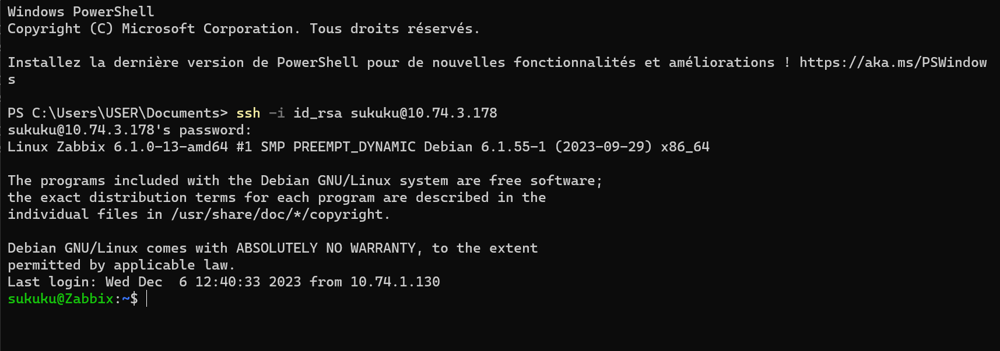 Windows PowerShell
Copyright (C) Microsoft Corporation. Tous droits réservés.
Installez la dernière version de PowerShell pour de nouvelles fonctionnalités et améliorations ! https://aka.ms/PSWindow
s
PS C:\Users\USER\Documents> ssh -i id_rsa sukuku@10.74.3.178
sukuku@10.74.3.178's password:
Linux Zabbix 6.1.0-13-amd64 #1 SMP PREEMPT_DYNAMIC Debian 6.1.55-1 (2023-09-29) x86_64
The programs included with the Debian GNU/Linux system are free software;
the exact distribution terms for each program are described in the
individual files in /usr/share/doc/*/copyright.
Debian GNU/Linux comes with ABSOLUTELY NO WARRANTY, to the extent
permitted by applicable law.
Last login: Wed Dec  6 12:40:33 2023 from 10.74.1.130
sukuku@Zabbix:~$